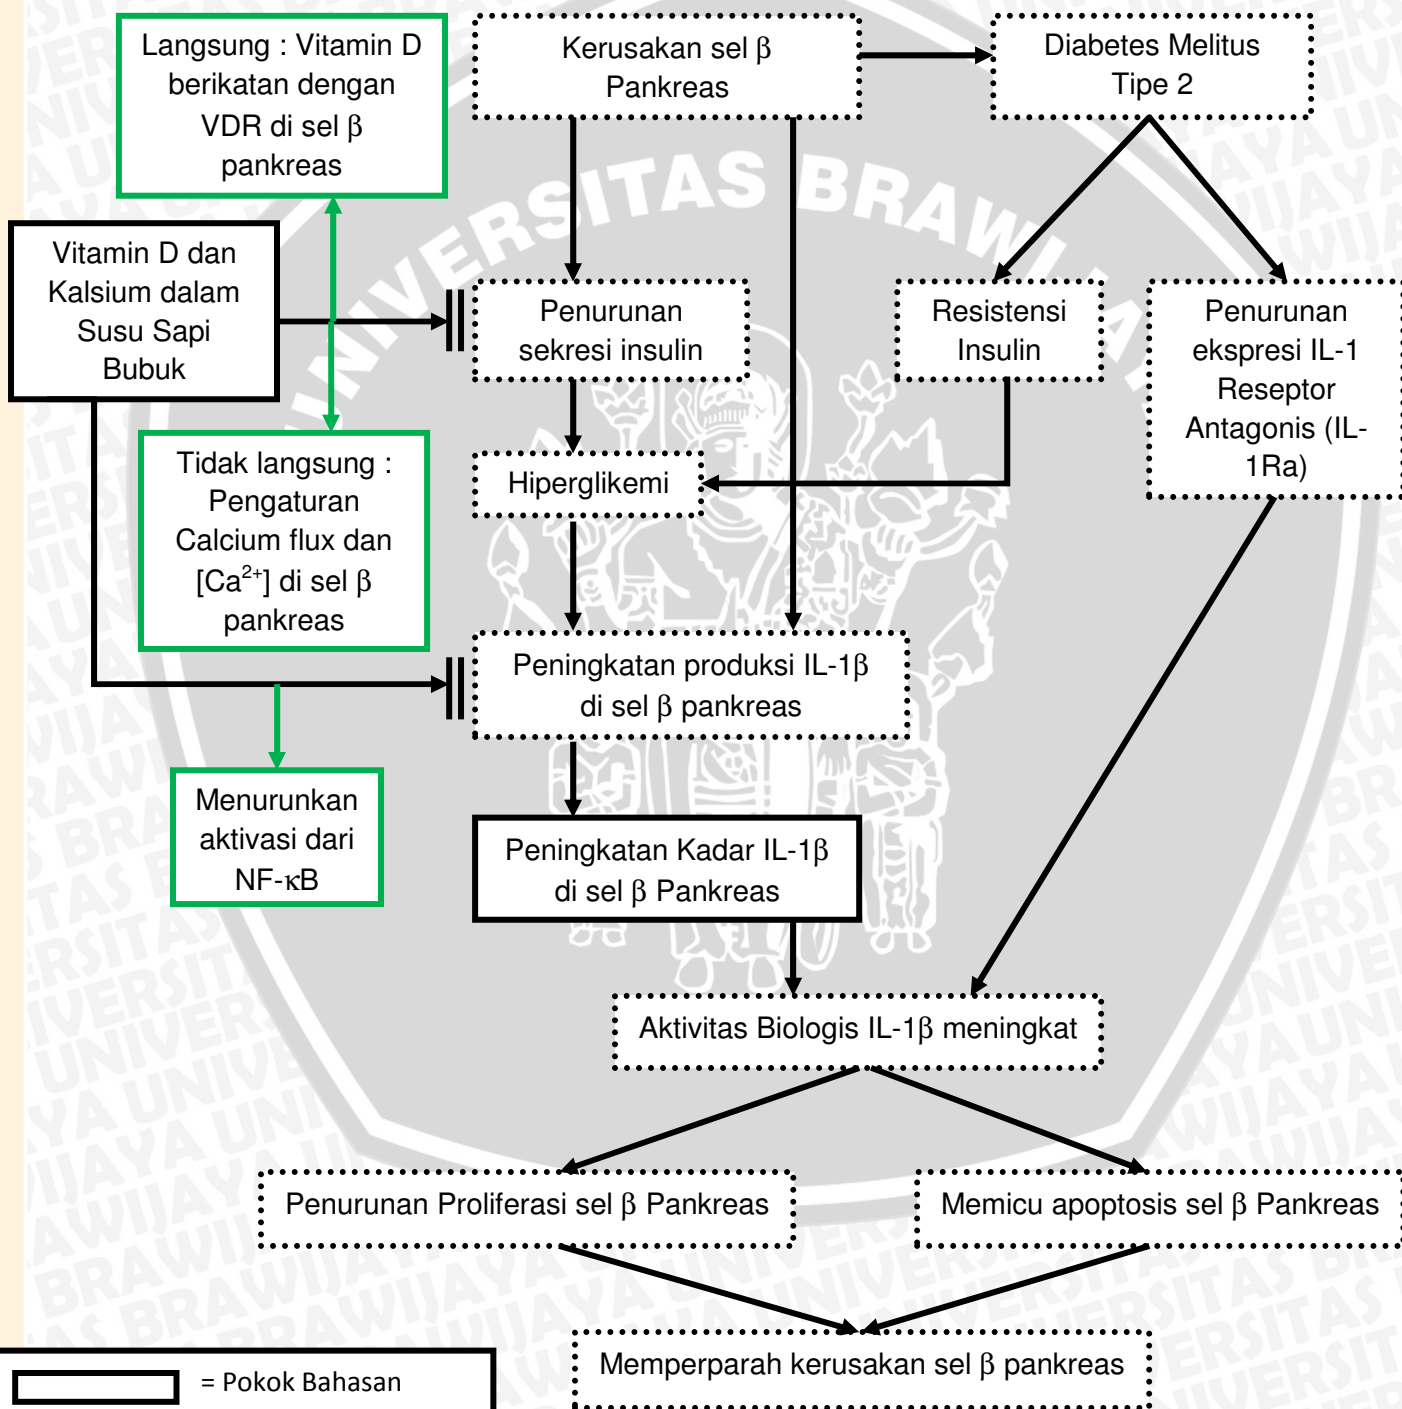 Langsung : Vitamin D
berikatan dengan
VDR di sel β
pankreas
Kerusakan sel β
Pankreas
Diabetes Melitus
Tipe 2
Vitamin D dan
Kalsium dalam
Susu Sapi
Bubuk
Penurunan
sekresi insulin
Resistensi
Insulin
Penurunan
ekspresi IL-1
Reseptor
Antagonis (IL-
1Ra)
Tidak langsung :
Pengaturan
Calcium flux dan
[Ca²⁺] di sel β
pankreas
Hiperglikemi
Peningkatan produksi IL-1β
di sel β pankreas
Menurunkan
aktivasi dari
NF-κB
Peningkatan Kadar IL-1β
di sel β Pankreas
Aktivitas Biologis IL-1β meningkat
Penurunan Proliferasi sel β Pankreas
Memicu apoptosis sel β Pankreas
Memperparah kerusakan sel β pankreas
= Pokok Bahasan
UNIVERSITAS BRAWIJAYA